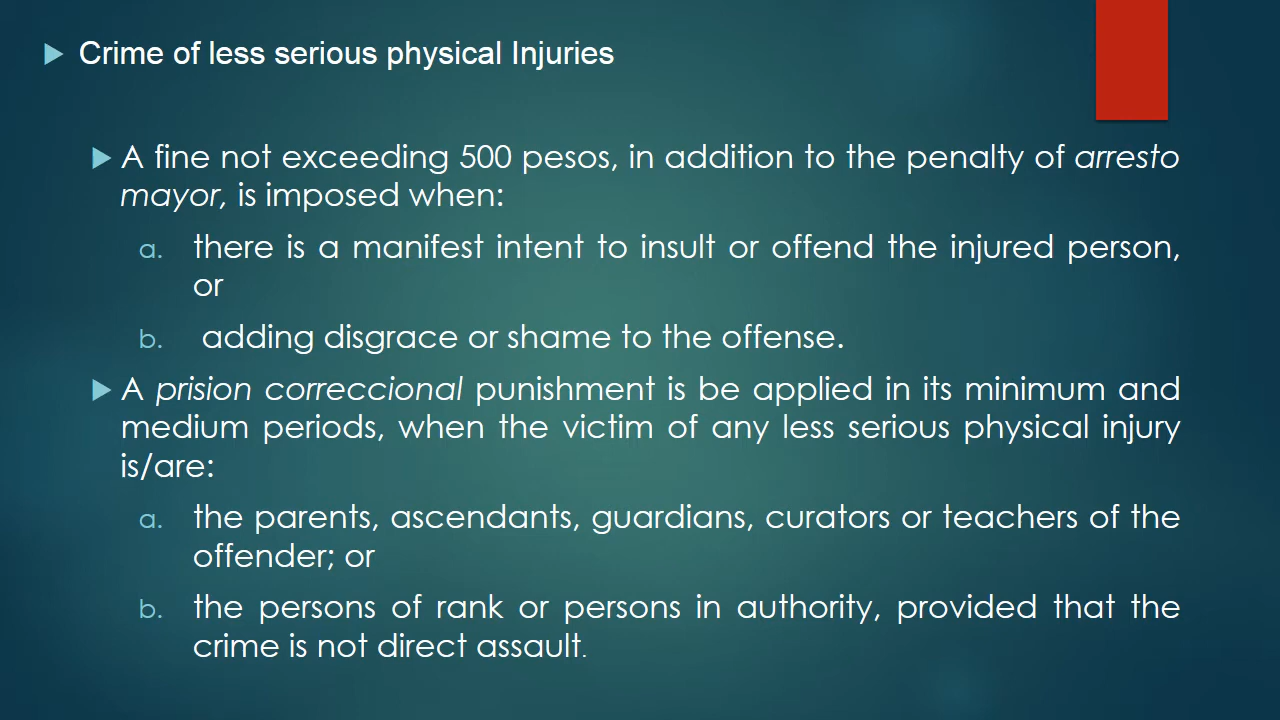 Crime of less serious physical Injuries
A fine not exceeding 500 pesos, in addition to the penalty of arresto
mayor, is imposed when:
a. there is a manifest intent to insult or offend the injured person,
or
b. adding disgrace or shame to the offense.
A prision correccional punishment is be applied in its minimum and
medium periods, when the victim of any less serious physical injury
is/are:
a. the parents, ascendants, guardians, curators or teachers of the
offender; or
b. the persons of rank or persons in authority, provided that the
crime is not direct assault.